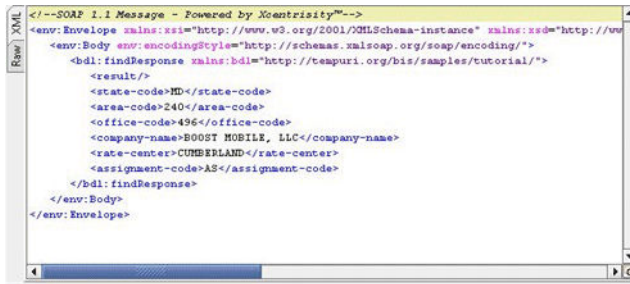 XML
Raw
<!--SOAP 1.1 Message - Powered by Xcentrisity™-->
<env:Envelope xmlns:xsi="http://www.w3.org/2001/XMLSchema-instance" xmlns:xsd="http://ww
<env:Body env:encodingStyle="http://schemas.xmlsoap.org/soap/encoding/">
<bdl:findResponse xmlns:bdl="http://tempuri.org/bis/samples/tutorial/">
<result/>
<state-code>MD</state-code>
<area-code>240</area-code>
<office-code>496</office-code>
<company-name>BOOST MOBILE, LLC</company-name>
<rate-center>CUMBERLAND</rate-center>
<assignment-code>AS</assignment-code>
</bdl:findResponse>
</env:Body>
</env:Envelope>